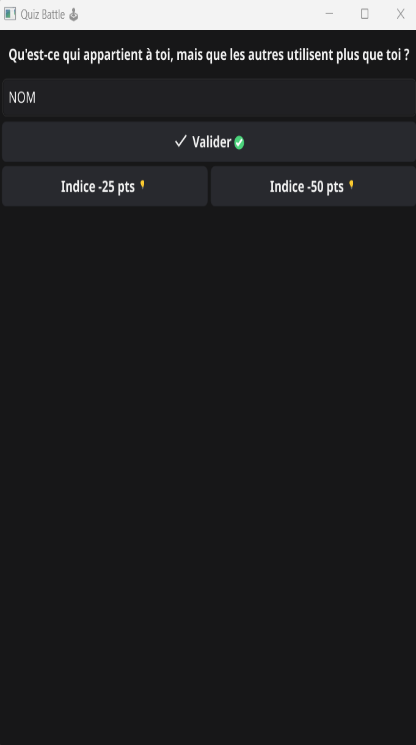 Quiz Battle 🕹️
Qu'est-ce qui appartient à toi, mais que les autres utilisent plus que toi ?
NOM
✓ Valider ✅
Indice -25 pts 💡
Indice -50 pts 💡